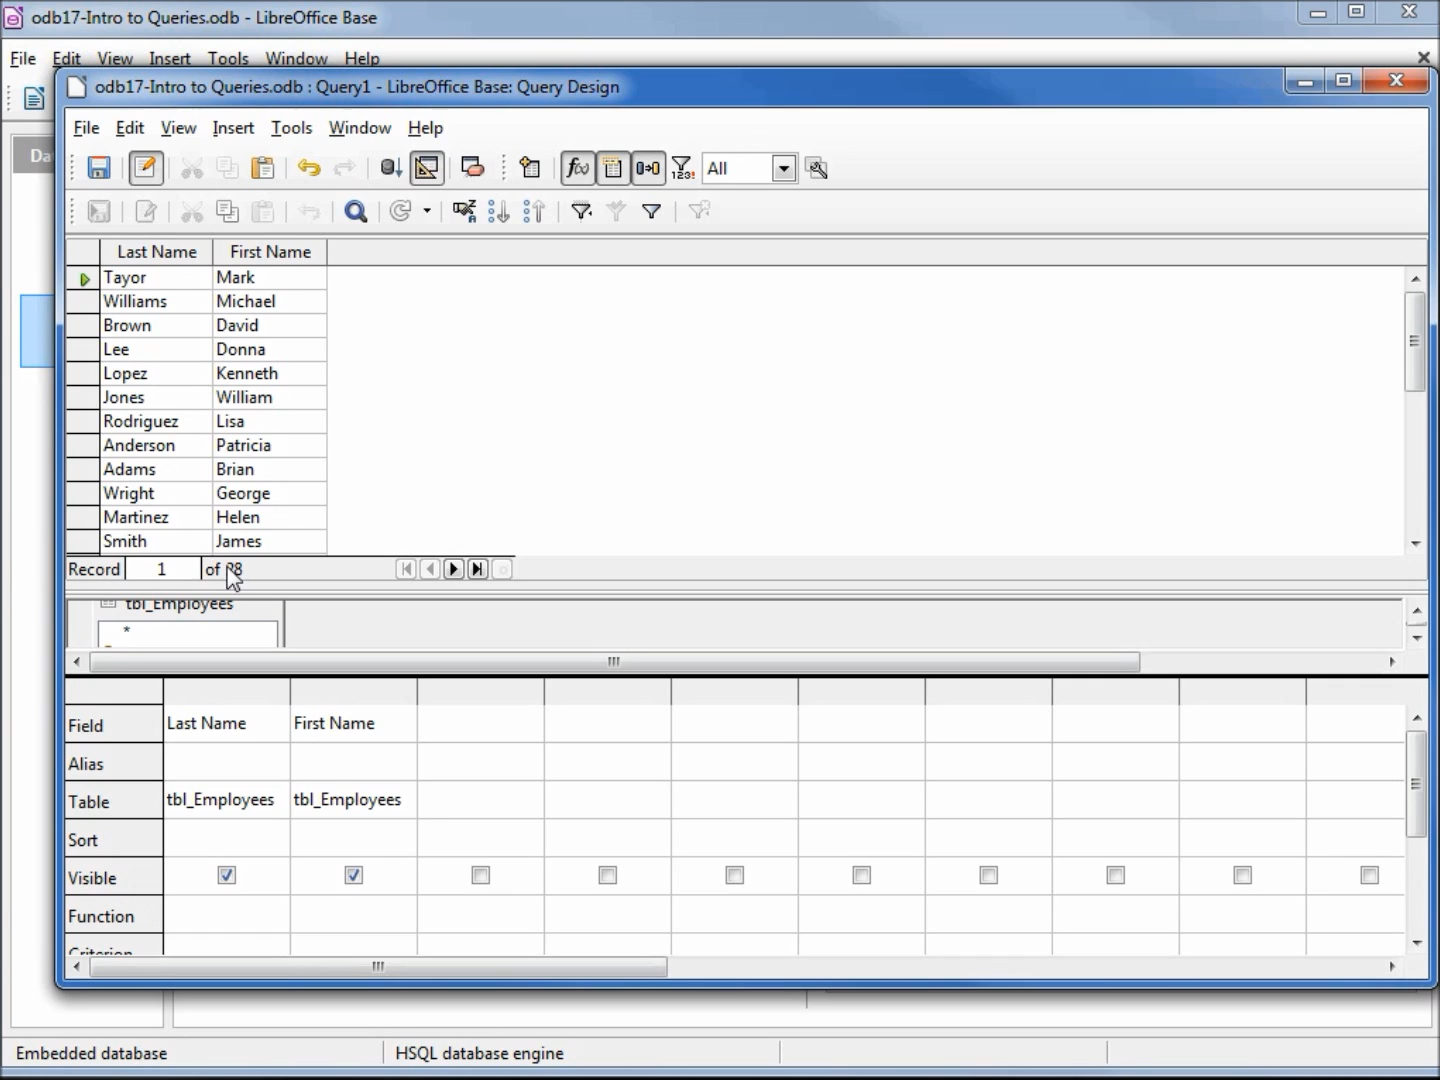 odb17-Intro to Queries.odb - LibreOffice Base
File Edit View Insert Tools Window Help
odb17-Intro to Queries.odb : Query1 - LibreOffice Base: Query Design
File Edit View Insert Tools Window Help
All
Last Name First Name
Tayor Mark
Williams Michael
Brown David
Lee Donna
Lopez Kenneth
Jones William
Rodriguez Lisa
Anderson Patricia
Adams Brian
Wright George
Martinez Helen
Smith James
Record 1 of
tbl_Employees
*
Field Last Name First Name
Alias
Table tbl_Employees tbl_Employees
Sort
Visible
Function
Criterion
Embedded database HSQL database engine